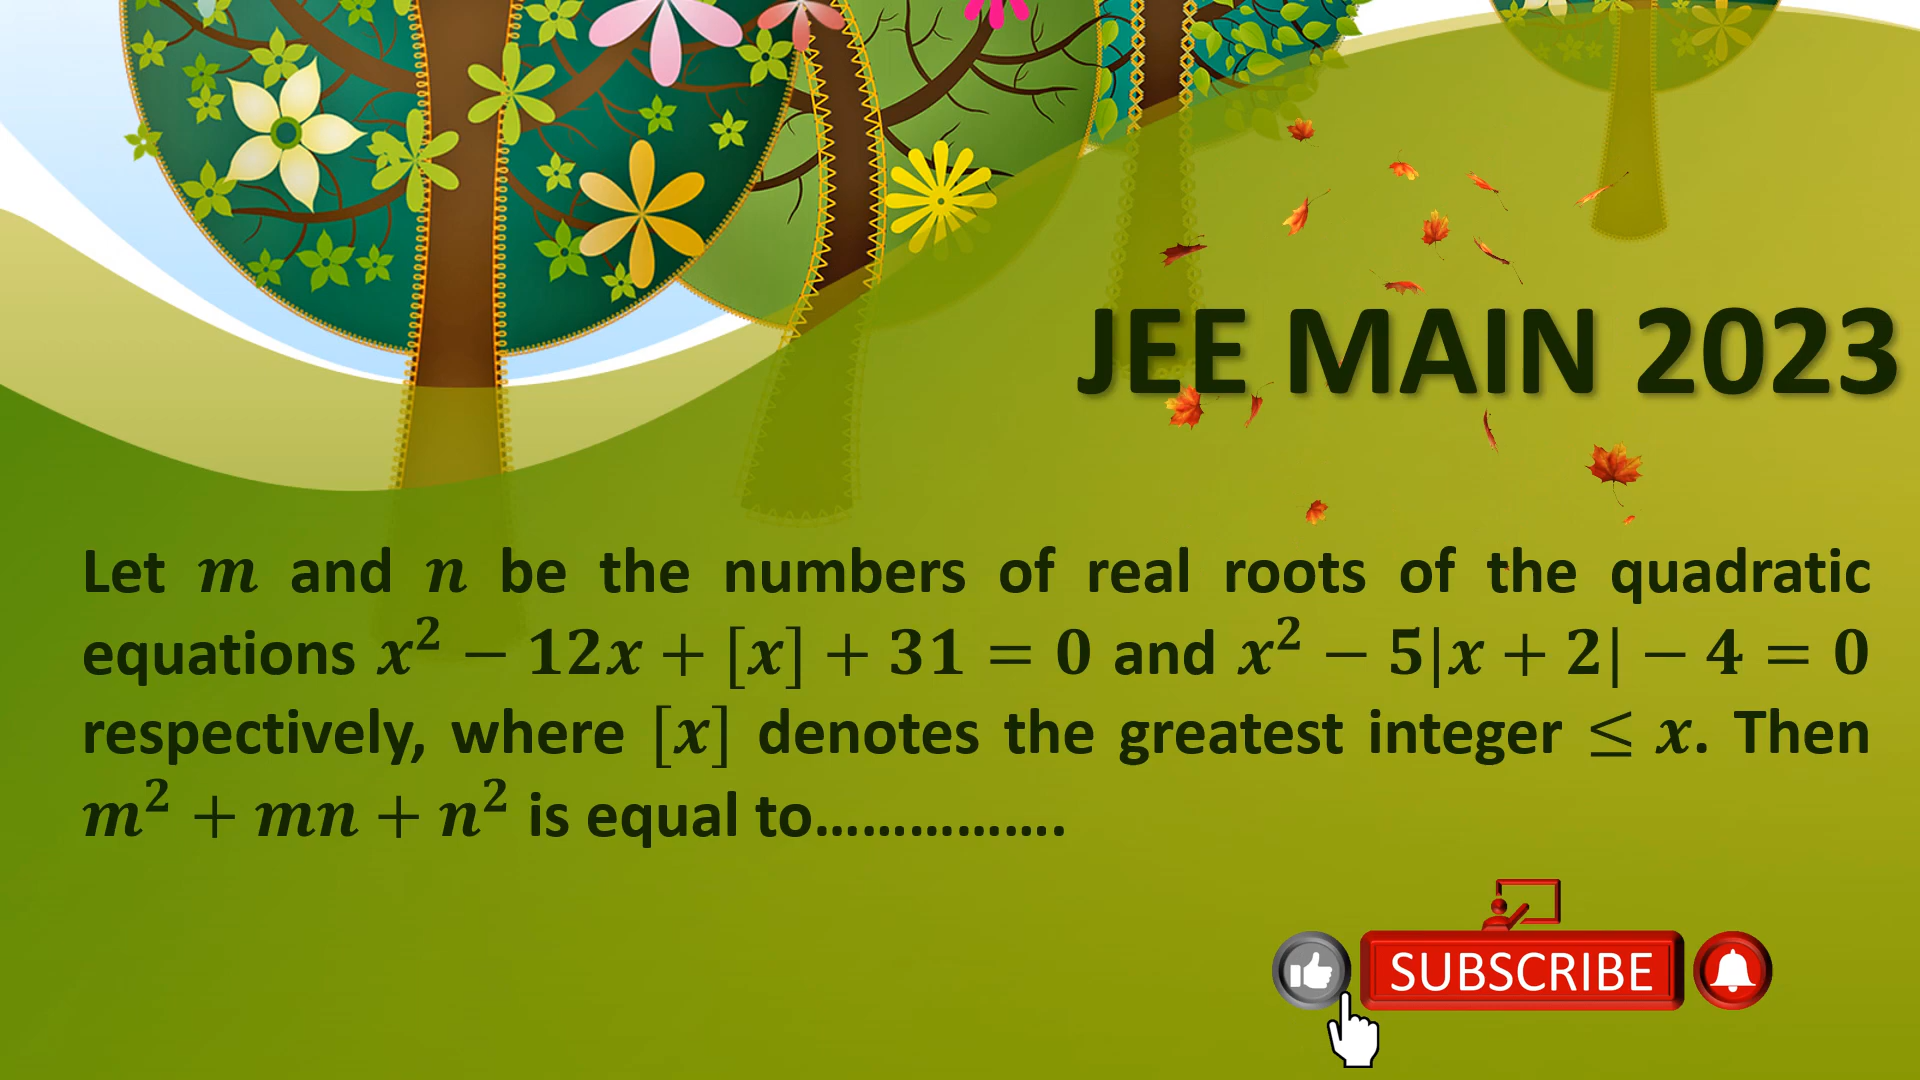 JEE MAIN 2023
Let m and n be the numbers of real roots of the quadratic
equations x² − 12x + [x] + 31 = 0 and x² − 5|x + 2| − 4 = 0
respectively, where [x] denotes the greatest integer ≤ x. Then
m² + mn + n² is equal to…………….
SUBSCRIBE